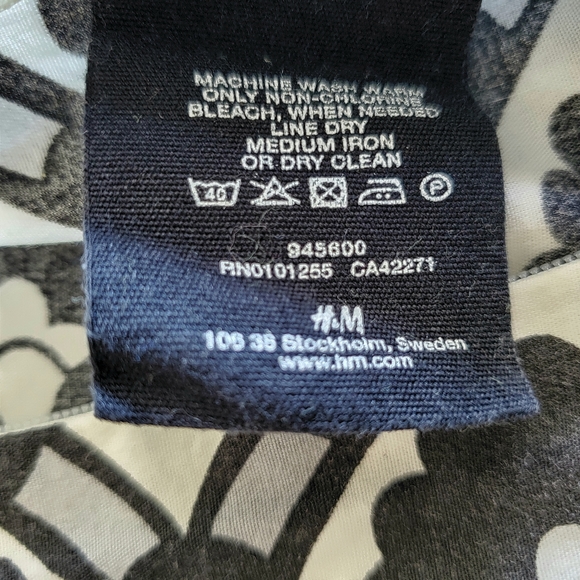 MACHINE WASH WARM
ONLY NON-CHLORINE
BLEACH, WHEN NEEDED
LINE DRY
MEDIUM IRON
OR DRY CLEAN
40 P
945600
RN0101255 CA42271
H&M
106 38 Stockholm, Sweden
www.hm.com